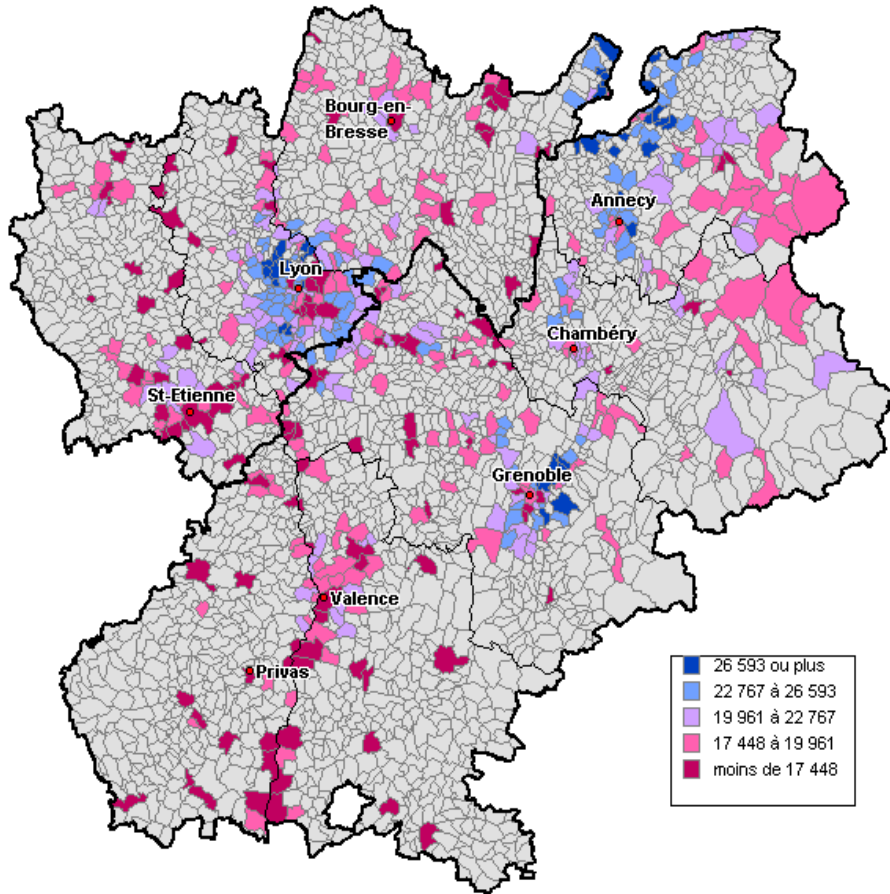 Bourg-en-
Bresse
Annecy
Lyon
Chambéry
St-Etienne
Grenoble
Valence
Privas
26 593 ou plus
22 767 à 26 593
19 961 à 22 767
17 448 à 19 961
moins de 17 448